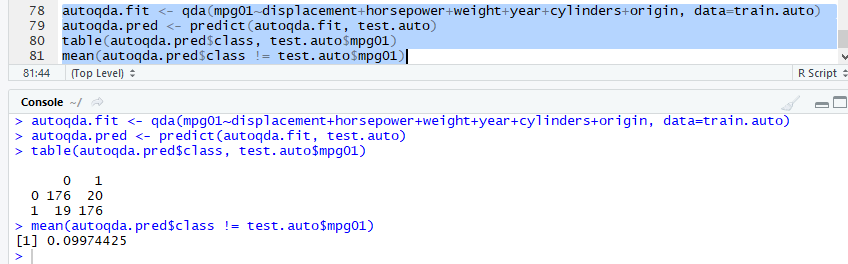 78 autoqda.fit <- qda(mpg01~displacement+horsepower+weight+year+cylinders+origin, data=train.auto)
79 autoqda.pred <- predict(autoqda.fit, test.auto)
80 table(autoqda.pred$class, test.auto$mpg01)
81 mean(autoqda.pred$class != test.auto$mpg01)
81:44 (Top Level) R Script
Console ~/
> autoqda.fit <- qda(mpg01~displacement+horsepower+weight+year+cylinders+origin, data=train.auto)
> autoqda.pred <- predict(autoqda.fit, test.auto)
> table(autoqda.pred$class, test.auto$mpg01)
0 1
0 176 20
1 19 176
> mean(autoqda.pred$class != test.auto$mpg01)
[1] 0.09974425
>